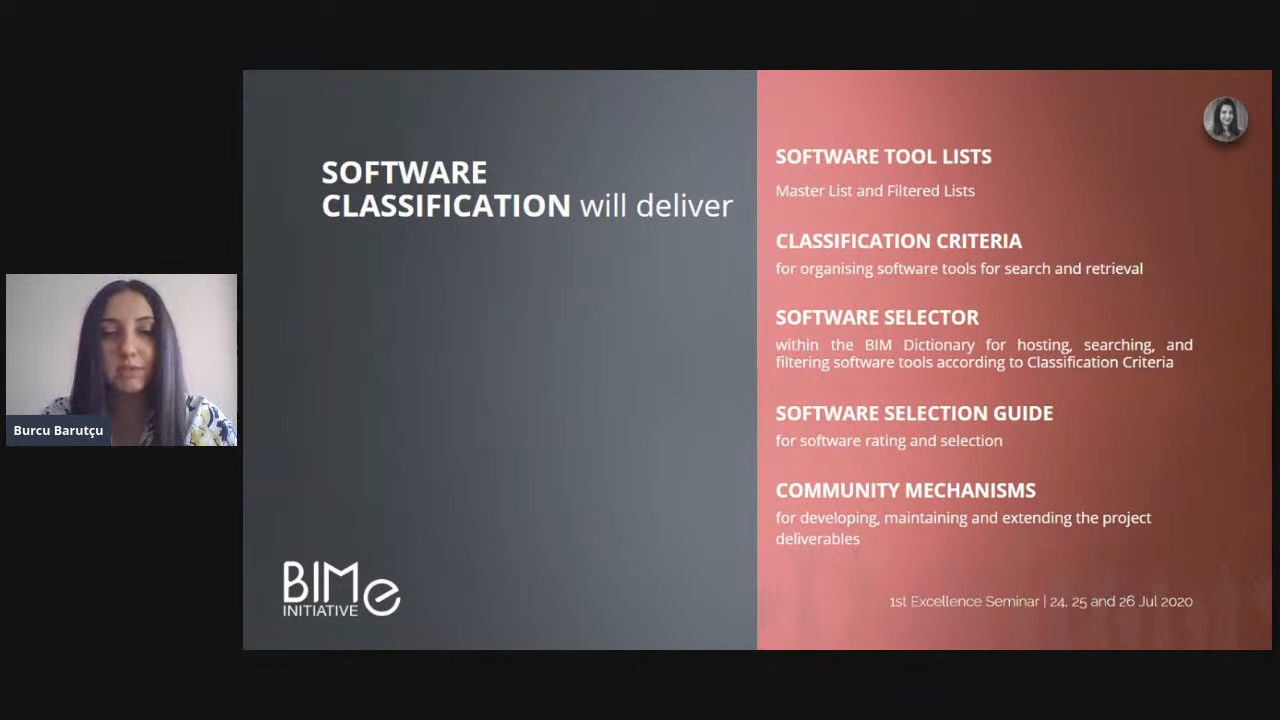 SOFTWARE
CLASSIFICATION will deliver
SOFTWARE TOOL LISTS
Master List and Filtered Lists
CLASSIFICATION CRITERIA
for organising software tools for search and retrieval
SOFTWARE SELECTOR
within the BIM Dictionary for hosting, searching, and
filtering software tools according to Classification Criteria
SOFTWARE SELECTION GUIDE
for software rating and selection
COMMUNITY MECHANISMS
for developing, maintaining and extending the project
deliverables
Burcu Barutçu
BIMe
INITIATIVE
1st Excellence Seminar | 24, 25 and 26 Jul 2020